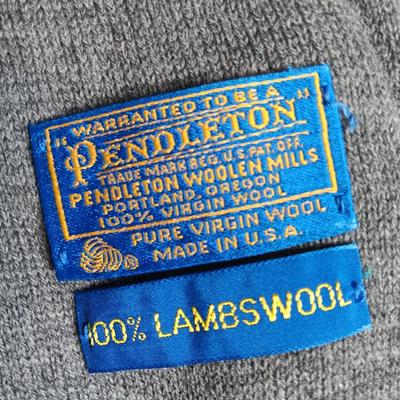 "WARRANTED TO BE A
PENDLETON"
TRADE MARK REG. U.S. PAT. OFF.
PENDLETON WOOLEN MILLS
PORTLAND, OREGON
100% VIRGIN WOOL
PURE VIRGIN WOOL
® MADE IN U.S.A.
100% LAMBSWOOL